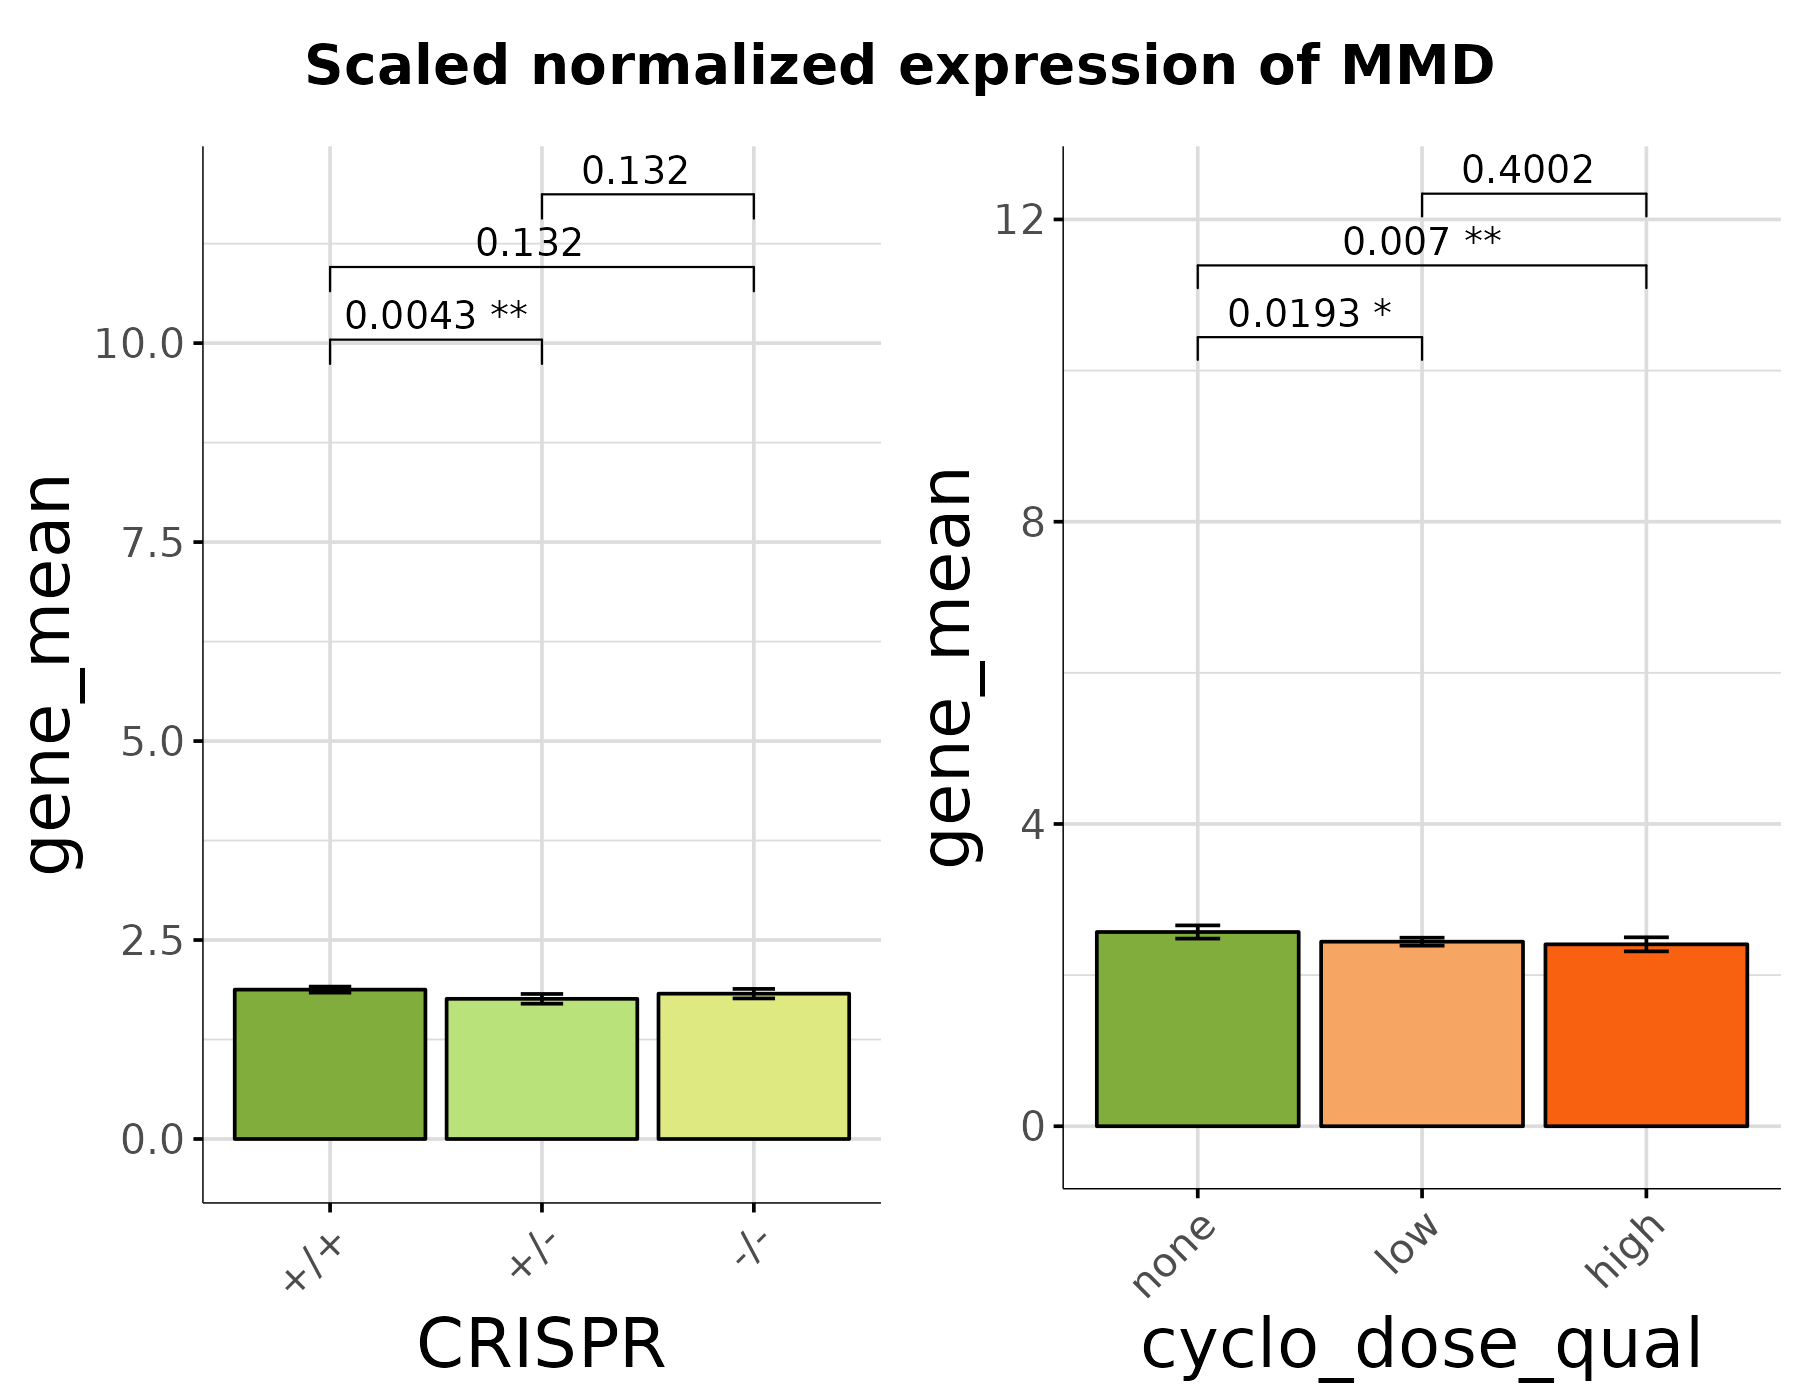 Scaled normalized expression of MMD
gene_mean
10.0
7.5
5.0
2.5
0.0
0.132
0.132
0.0043 **
+/+
+/-
-/-
CRISPR
gene_mean
12
8
4
0
0.4002
0.007 **
0.0193 *
none
low
high
cyclo_dose_qual